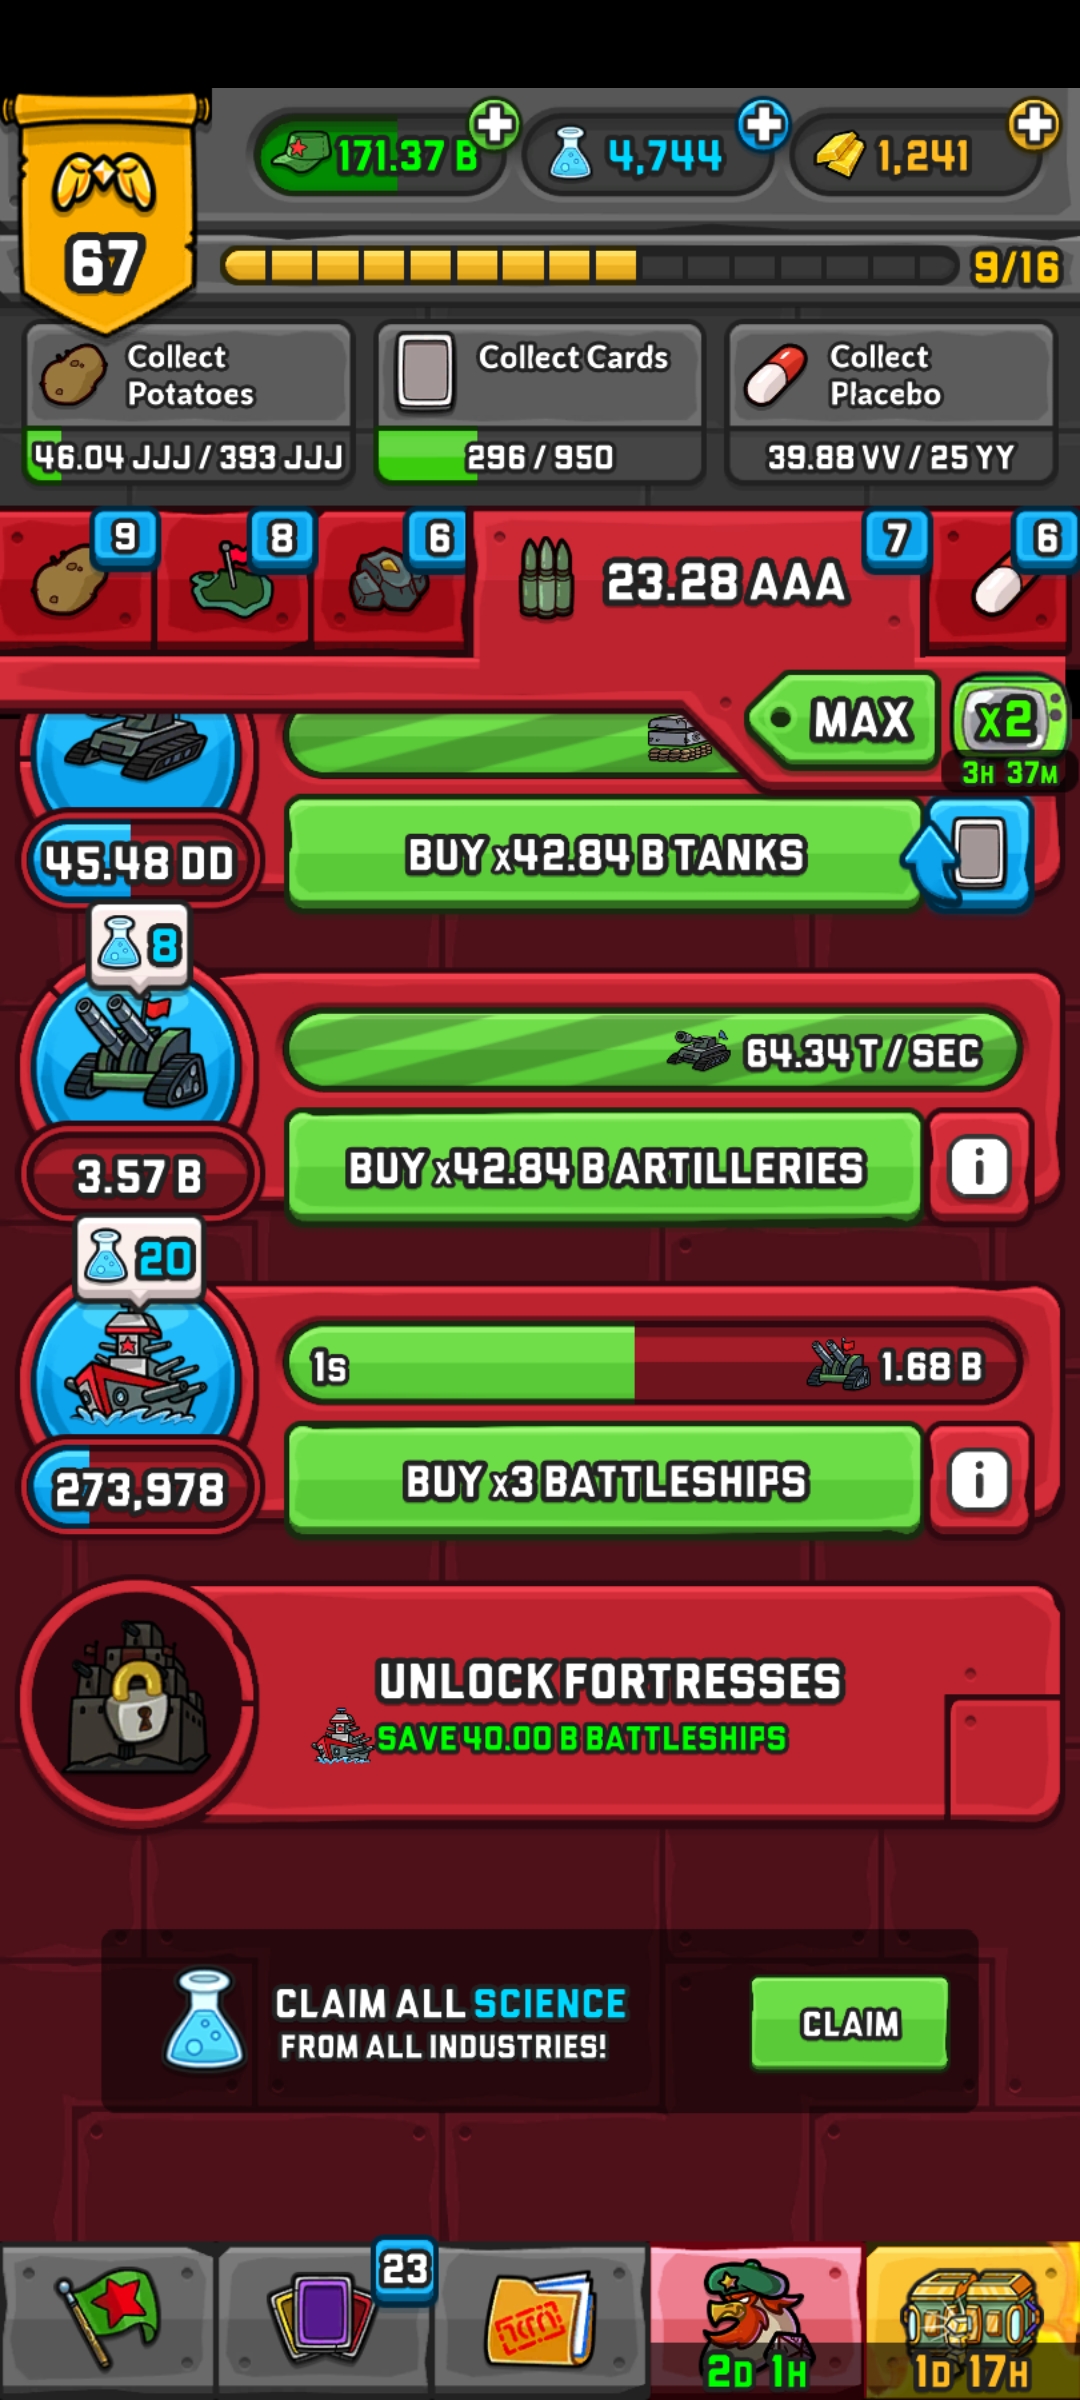 171.37 B
4,744
1,241
67
9/16
Collect
Potatoes
46.04 JJJ / 393 JJJ
Collect Cards
296 / 950
Collect
Placebo
39.88 VV / 25 YY
9
8
6
23.28 AAA
7
6
MAX
x2
3H 37M
45.48 DD
BUY x42.84 B TANKS
8
64.34 T / SEC
3.57 B
BUY x42.84 B ARTILLERIES
i
20
1s
1.68 B
273,978
BUY x3 BATTLESHIPS
i
UNLOCK FORTRESSES
SAVE 40.00 B BATTLESHIPS
CLAIM ALL SCIENCE
FROM ALL INDUSTRIES!
CLAIM
23
2D 1H
1D 17H